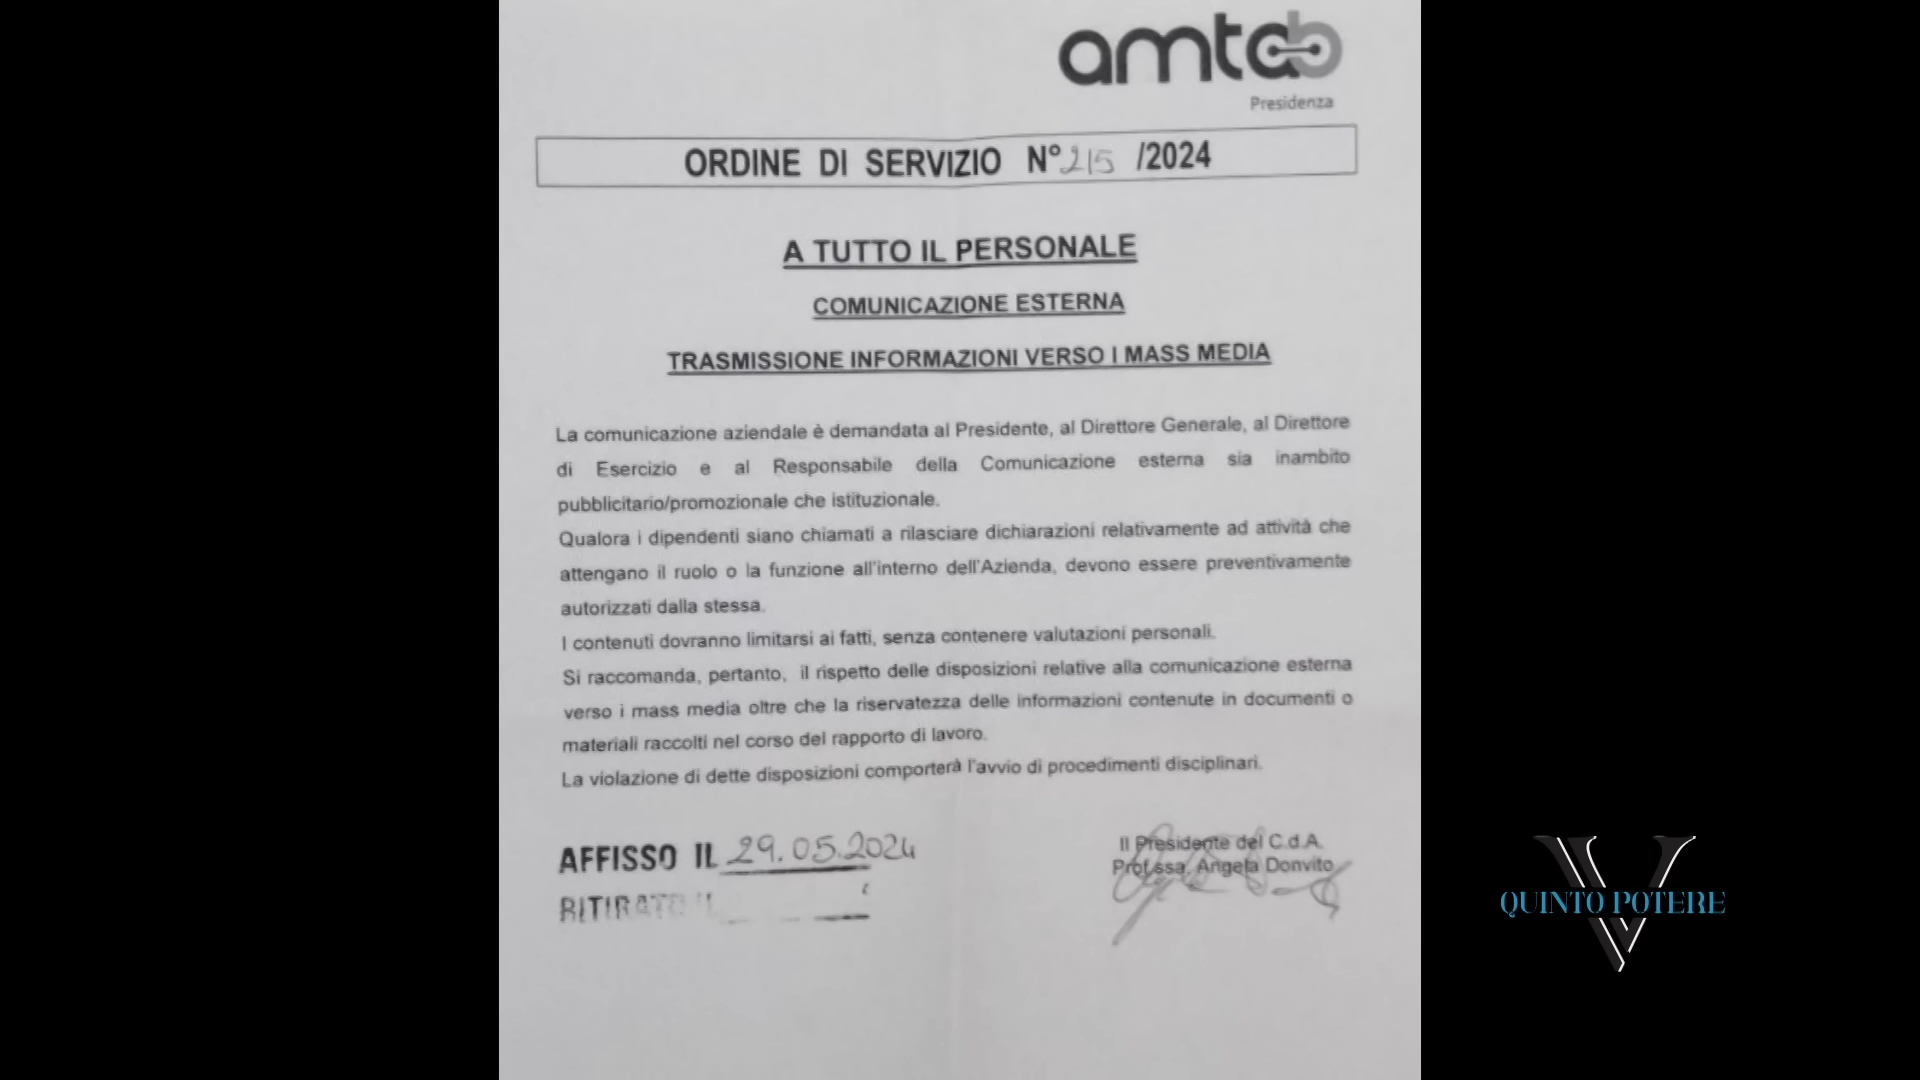 amtab
Presidenza
ORDINE DI SERVIZIO N° 215 /2024
A TUTTO IL PERSONALE
COMUNICAZIONE ESTERNA
TRASMISSIONE INFORMAZIONI VERSO I MASS MEDIA
La comunicazione aziendale è demandata al Presidente, al Direttore Generale, al Direttore
di Esercizio e al Responsabile della Comunicazione esterna sia inambito
pubblicitario/promozionale che istituzionale.
Qualora i dipendenti siano chiamati a rilasciare dichiarazioni relativamente ad attività che
attengano il ruolo o la funzione all'interno dell'Azienda, devono essere preventivamente
autorizzati dalla stessa.
I contenuti dovranno limitarsi ai fatti, senza contenere valutazioni personali.
Si raccomanda, pertanto, il rispetto delle disposizioni relative alla comunicazione esterna
verso i mass media oltre che la riservatezza delle informazioni contenute in documenti o
materiali raccolti nel corso del rapporto di lavoro.
La violazione di dette disposizioni comporterà l'avvio di procedimenti disciplinari.
AFFISSO IL 29.05.2024
RITIRATO IL
Il Presidente del C.d.A.
Prof.ssa. Angela Donvito
QUINTO POTERE